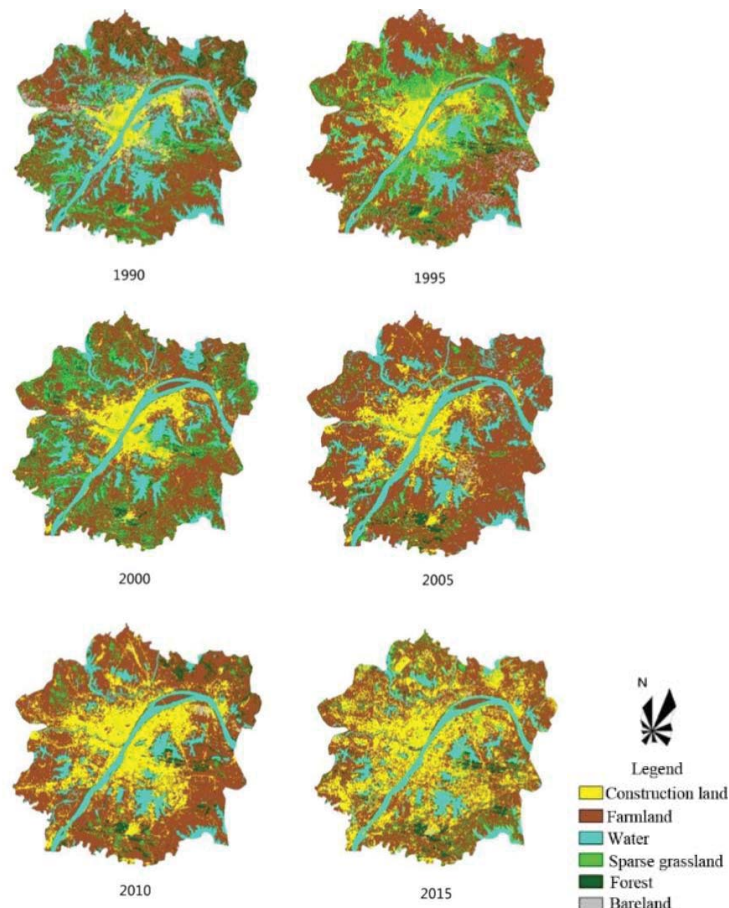 1990
1995
2000
2005
2010
2015
N
Legend
Construction land
Farmland
Water
Sparse grassland
Forest
Bareland